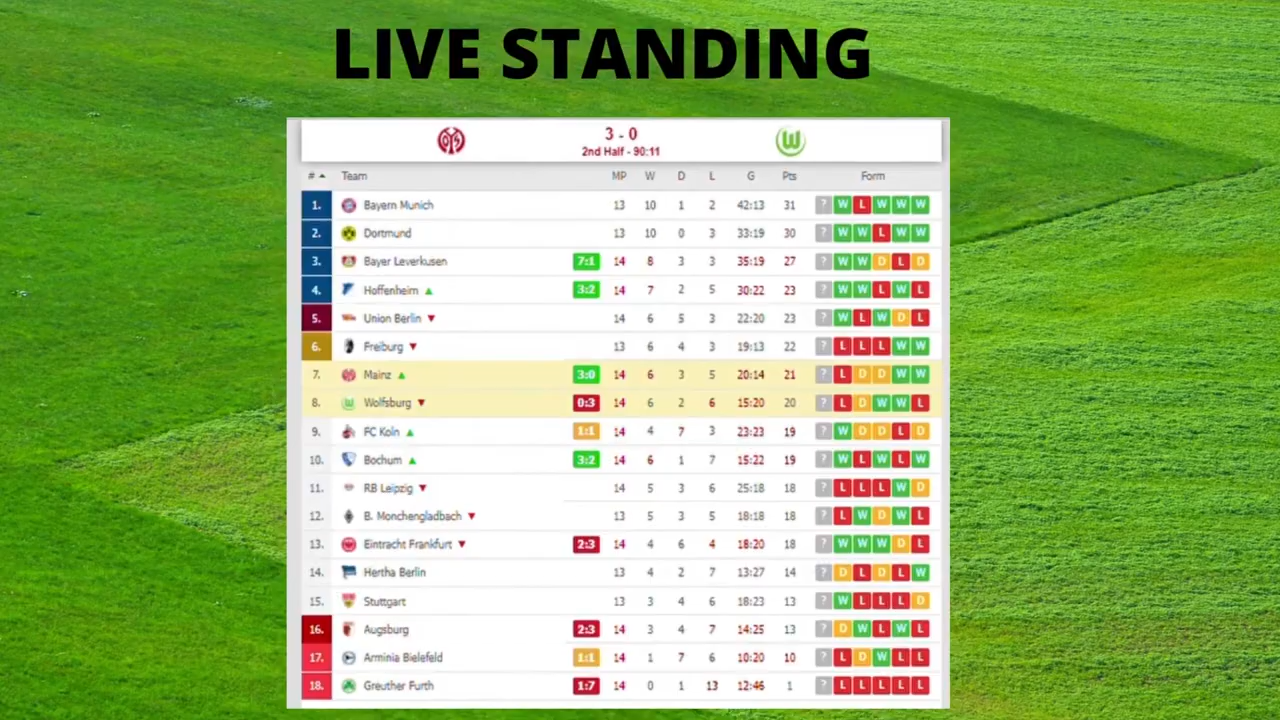 LIVE STANDING
3 - 0
2nd Half - 90:11
# Team MP W D L G Pts Form
1. Bayern Munich 13 10 1 2 42:13 31 ? W L W W W
2. Dortmund 13 10 0 3 33:19 30 ? W W L W W
3. Bayer Leverkusen 7:1 14 8 3 3 35:19 27 ? W W D L D
4. Hoffenheim 3:2 14 7 2 5 30:22 23 ? W W L W L
5. Union Berlin 14 6 5 3 22:20 23 ? W L W D L
6. Freiburg 13 6 4 3 19:13 22 ? L L L W W
7. Mainz 3:0 14 6 3 5 20:14 21 ? L D D W W
8. Wolfsburg 0:3 14 6 2 6 15:20 20 ? L D W W L
9. FC Koln 1:1 14 4 7 3 23:23 19 ? W D D L D
10. Bochum 3:2 14 6 1 7 15:22 19 ? W L W L W
11. RB Leipzig 14 5 3 6 25:18 18 ? L L L W D
12. B. Monchengladbach 13 5 3 5 18:18 18 ? L W D W L
13. Eintracht Frankfurt 2:3 14 4 6 4 18:20 18 ? W W W D L
14. Hertha Berlin 13 4 2 7 13:27 14 ? D L D L W
15. Stuttgart 13 3 4 6 18:23 13 ? W L L L D
16. Augsburg 2:3 14 3 4 7 14:25 13 ? D W L W L
17. Arminia Bielefeld 1:1 14 1 7 6 10:20 10 ? L D W L L
18. Greuther Furth 1:7 14 0 1 13 12:46 1 ? L L L L L